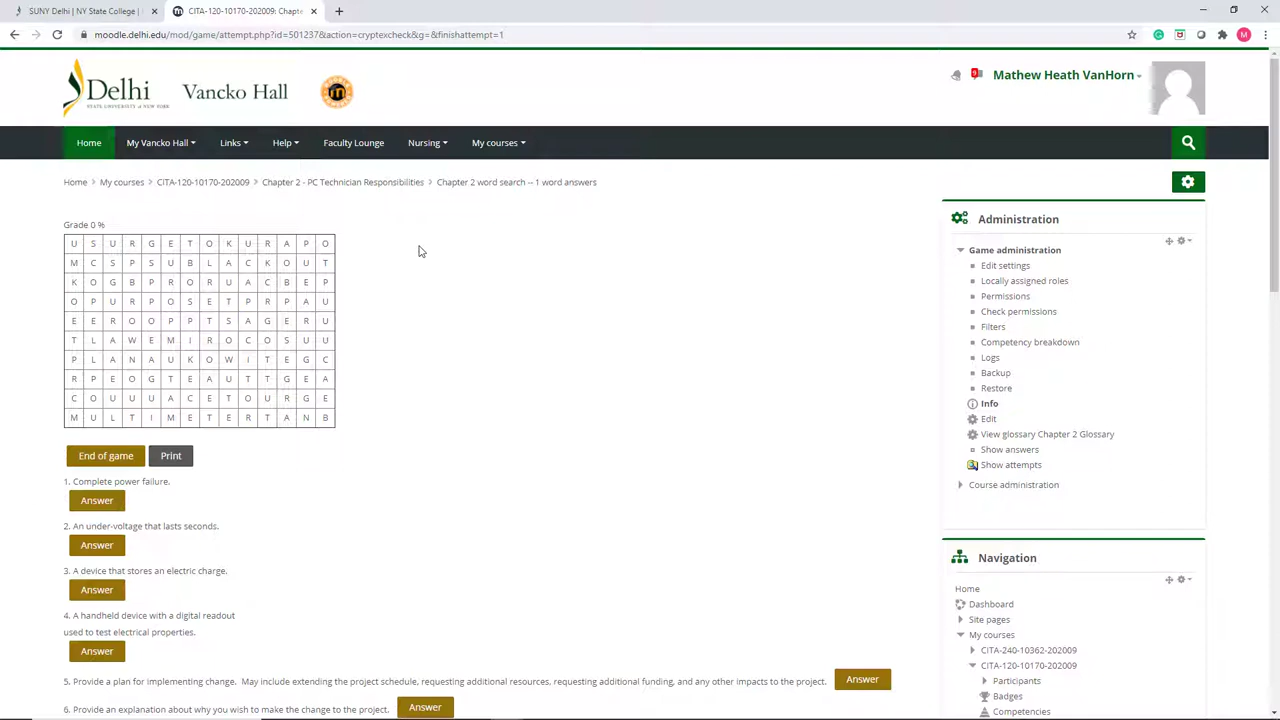 SUNY Delhi | NY State College |
CITA-120-10170-202009: Chapte
moodle.delhi.edu/mod/game/attempt.php?id=501237&action=cryptexcheck&g=&finishattempt=1
M
Delhi
STATE UNIVERSITY of NEW YORK
Vancko Hall
m
9
Mathew Heath VanHorn
Home
My Vancko Hall
Links
Help
Faculty Lounge
Nursing
My courses
Home
My courses
CITA-120-10170-202009
Chapter 2 - PC Technician Responsibilities
Chapter 2 word search -- 1 word answers
Grade 0 %
U S U R G E T O K U R A P O
M C S P S U B L A C K O U T
K O G B P R O R U A C B E P
O P U R P O S E T P R P A U
E E R O O P P T S A G E R U
T L A W E M I R O C O S U U
P L A N A U K O W I T E G C
R P E O G T E A U T T G E A
C O U U U A C E T O U R G E
M U L T I M E T E R T A N B
End of game
Print
1. Complete power failure.
Answer
2. An under-voltage that lasts seconds.
Answer
3. A device that stores an electric charge.
Answer
4. A handheld device with a digital readout
used to test electrical properties.
Answer
5. Provide a plan for implementing change. May include extending the project schedule, requesting additional resources, requesting additional funding, and any other impacts to the project.
Answer
6. Provide an explanation about why you wish to make the change to the project.
Answer
Administration
Game administration
Edit settings
Locally assigned roles
Permissions
Check permissions
Filters
Competency breakdown
Logs
Backup
Restore
Info
Edit
View glossary Chapter 2 Glossary
Show answers
Show attempts
Course administration
Navigation
Home
Dashboard
Site pages
My courses
CITA-240-10362-202009
CITA-120-10170-202009
Participants
Badges
Competencies